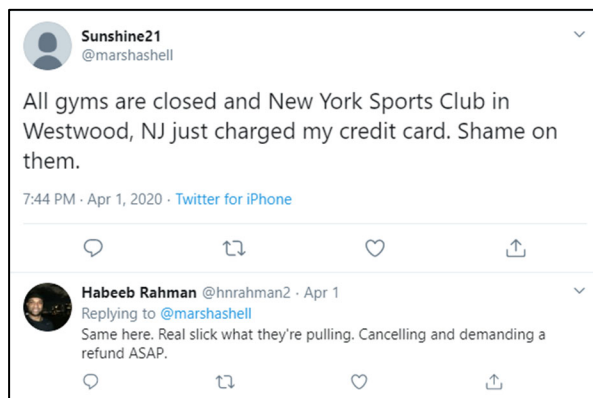 Sunshine21
@marshashell
All gyms are closed and New York Sports Club in
Westwood, NJ just charged my credit card. Shame on
them.
7:44 PM · Apr 1, 2020 · Twitter for iPhone
Habeeb Rahman @hnrahman2 · Apr 1
Replying to @marshashell
Same here. Real slick what they're pulling. Cancelling and demanding a
refund ASAP.